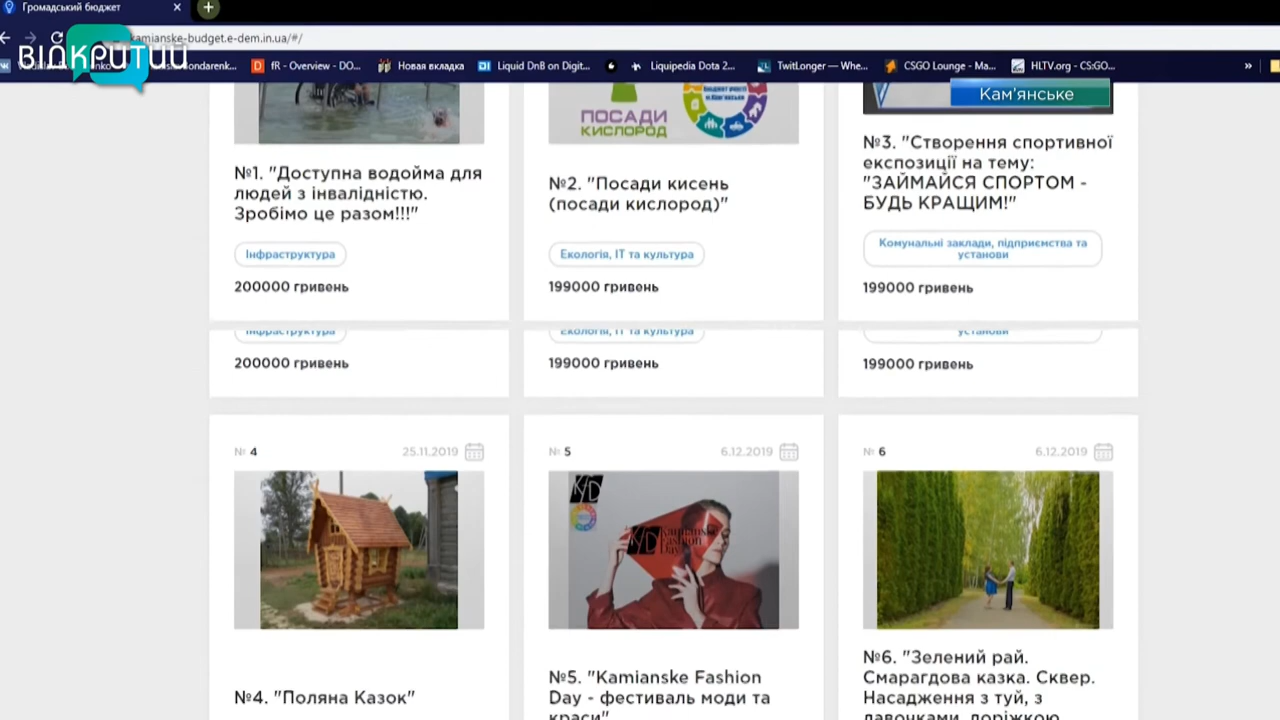 Громадський бюджет
kamianske-budget.e-dem.in.ua/#/
ВІДКРИТИЙ
fR - Overview - DO...
Новая вкладка
Liquid DnB on Digit...
Liquipedia Dota 2...
TwitLonger — Whe...
CSGO Lounge - Ma...
HLTV.org - CS:GO...
»
Кам'янське
ПОСАДИ
КИСЛОРОД
№1. "Доступна водойма для
людей з інвалідністю.
Зробімо це разом!!!"
Інфраструктура
200000 гривень
№2. "Посади кисень
(посади кислород)"
Екологія, ІТ та культура
199000 гривень
№3. "Створення спортивної
експозиції на тему:
"ЗАЙМАЙСЯ СПОРТОМ -
БУДЬ КРАЩИМ!"
Комунальні заклади, підприємства та
установи
199000 гривень
Інфраструктура
200000 гривень
Екологія, ІТ та культура
199000 гривень
установи
199000 гривень
№ 4
25.11.2019
№4. "Поляна Казок"
№ 5
6.12.2019
K/D
Kamianske
Fashion
Day
№5. "Kamianske Fashion
Day - фестиваль моди та
краси"
№ 6
6.12.2019
№6. "Зелений рай.
Смарагдова казка. Сквер.
Насадження з туй, з
лавочками, доріжкою